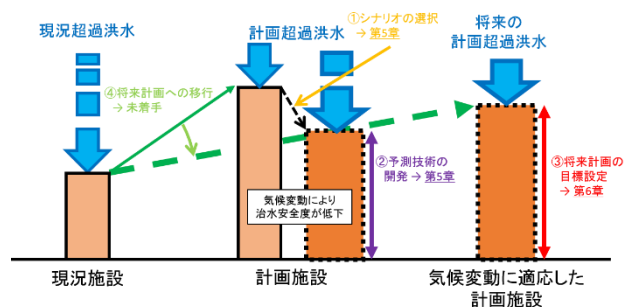 現況超過洪水
計画超過洪水
①シナリオの選択
→ 第5章
将来の
計画超過洪水
④将来計画への移行
→ 未着手
②予測技術の
開発 → 第5章
③将来計画の
目標設定
→ 第6章
気候変動により
治水安全度が低下
現況施設
計画施設
気候変動に適応した
計画施設